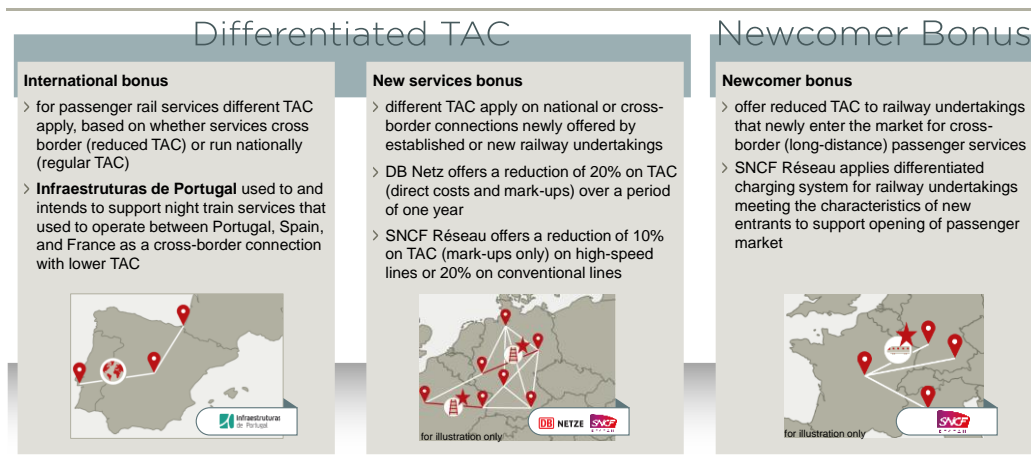 Differentiated TAC
Newcomer Bonus
International bonus
> for passenger rail services different TAC
apply, based on whether services cross
border (reduced TAC) or run nationally
(regular TAC)
> Infraestruturas de Portugal used to and
intends to support night train services that
used to operate between Portugal, Spain,
and France as a cross-border connection
with lower TAC
Infraestruturas
de Portugal
New services bonus
> different TAC apply on national or cross-
border connections newly offered by
established or new railway undertakings
> DB Netz offers a reduction of 20% on TAC
(direct costs and mark-ups) over a period
of one year
> SNCF Réseau offers a reduction of 10%
on TAC (mark-ups only) on high-speed
lines or 20% on conventional lines
DB NETZE SNCF
for illustration only
Newcomer bonus
> offer reduced TAC to railway undertakings
that newly enter the market for cross-
border (long-distance) passenger services
> SNCF Réseau applies differentiated
charging system for railway undertakings
meeting the characteristics of new
entrants to support opening of passenger
market
SNCF
for illustration only